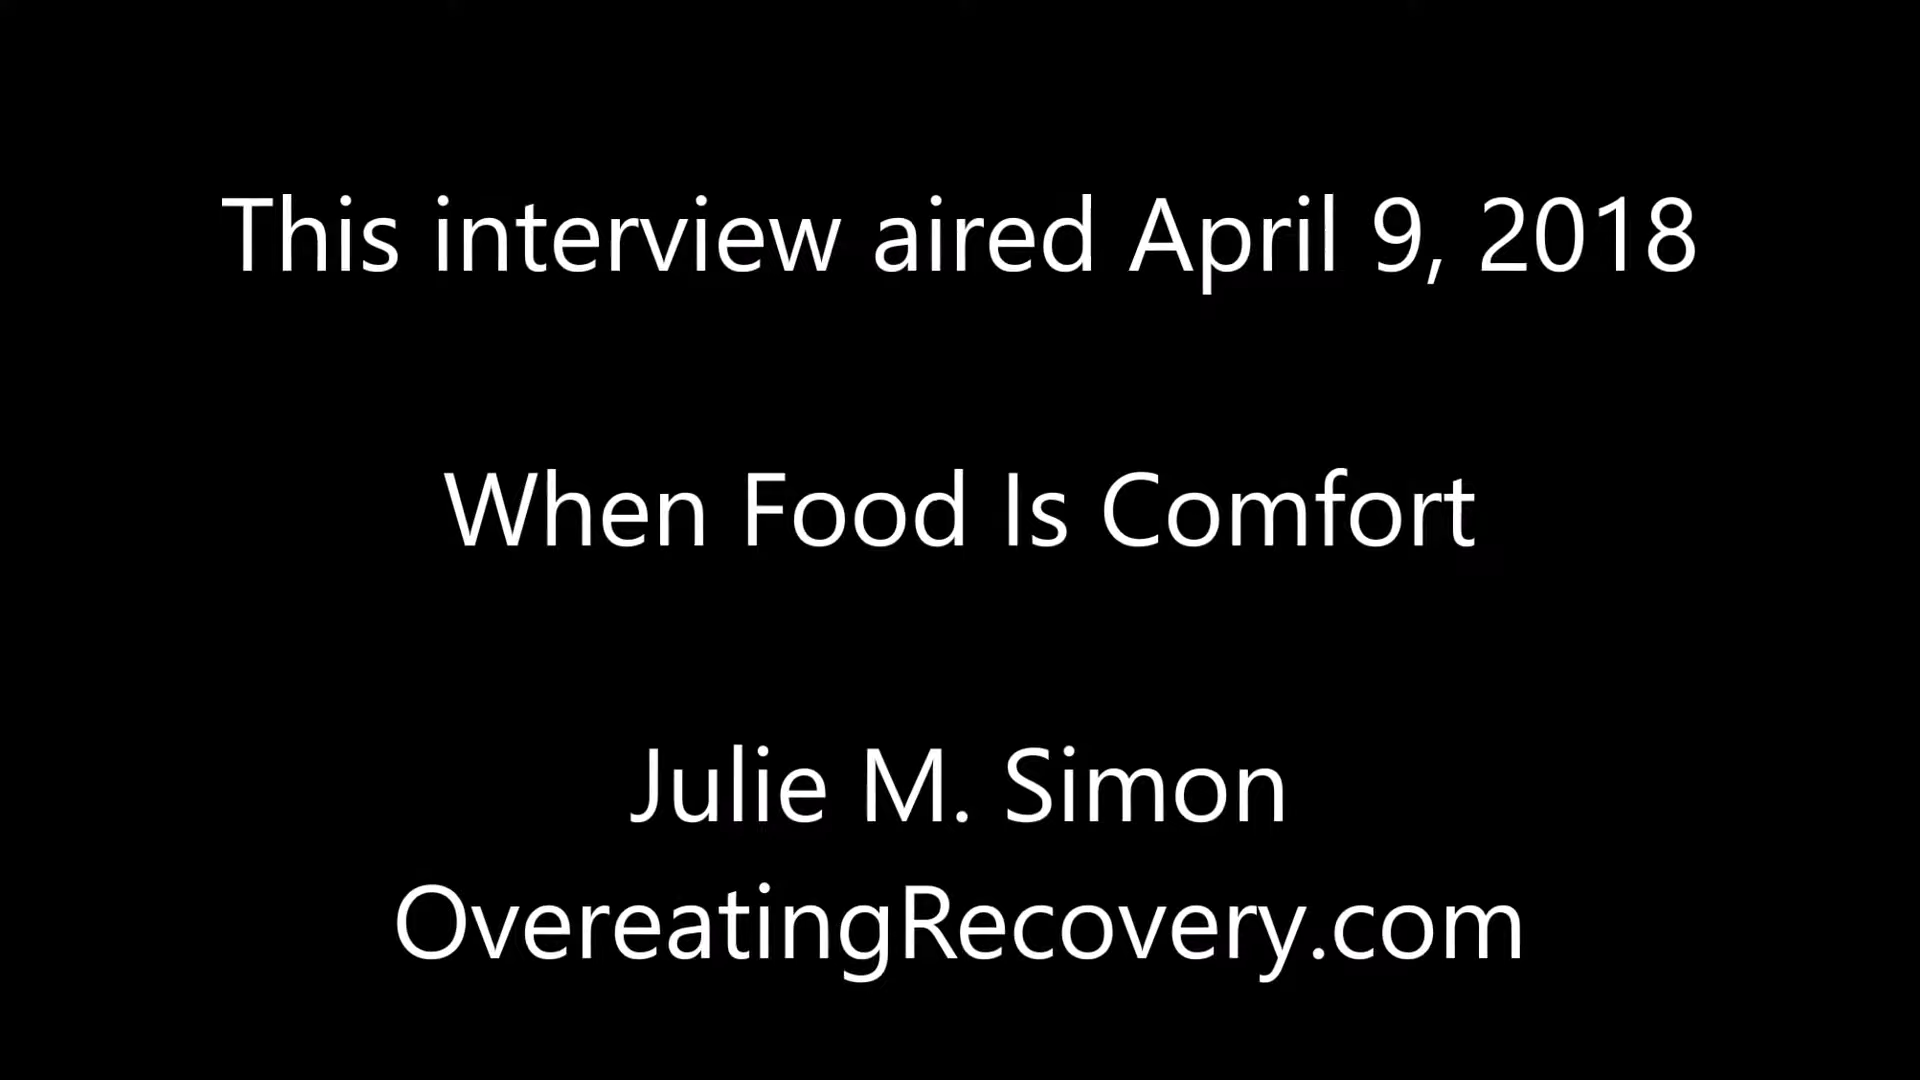 This interview aired April 9, 2018
When Food Is Comfort
Julie M. Simon
OvereatingRecovery.com